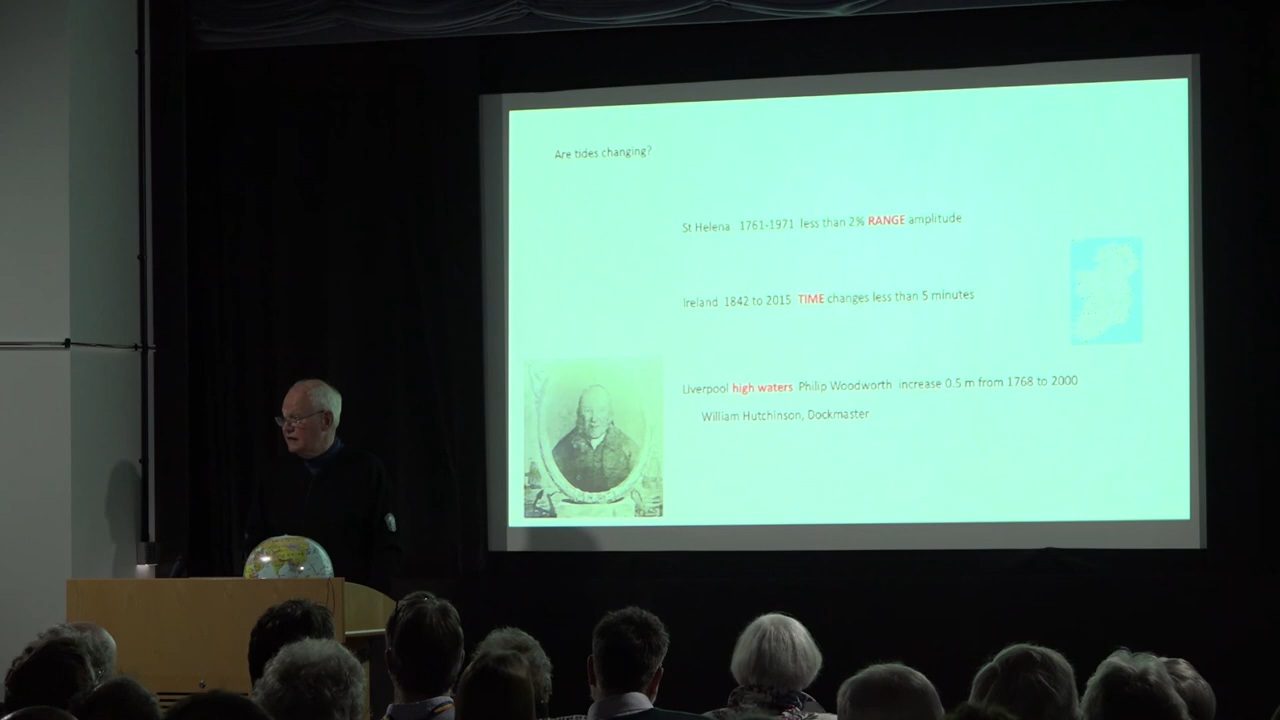 Are tides changing?
St Helena 1761-1971 less than 2% RANGE amplitude
Ireland 1842 to 2015 TIME changes less than 5 minutes
Liverpool high waters Philip Woodworth increase 0.5 m from 1768 to 2000
William Hutchinson, Dockmaster